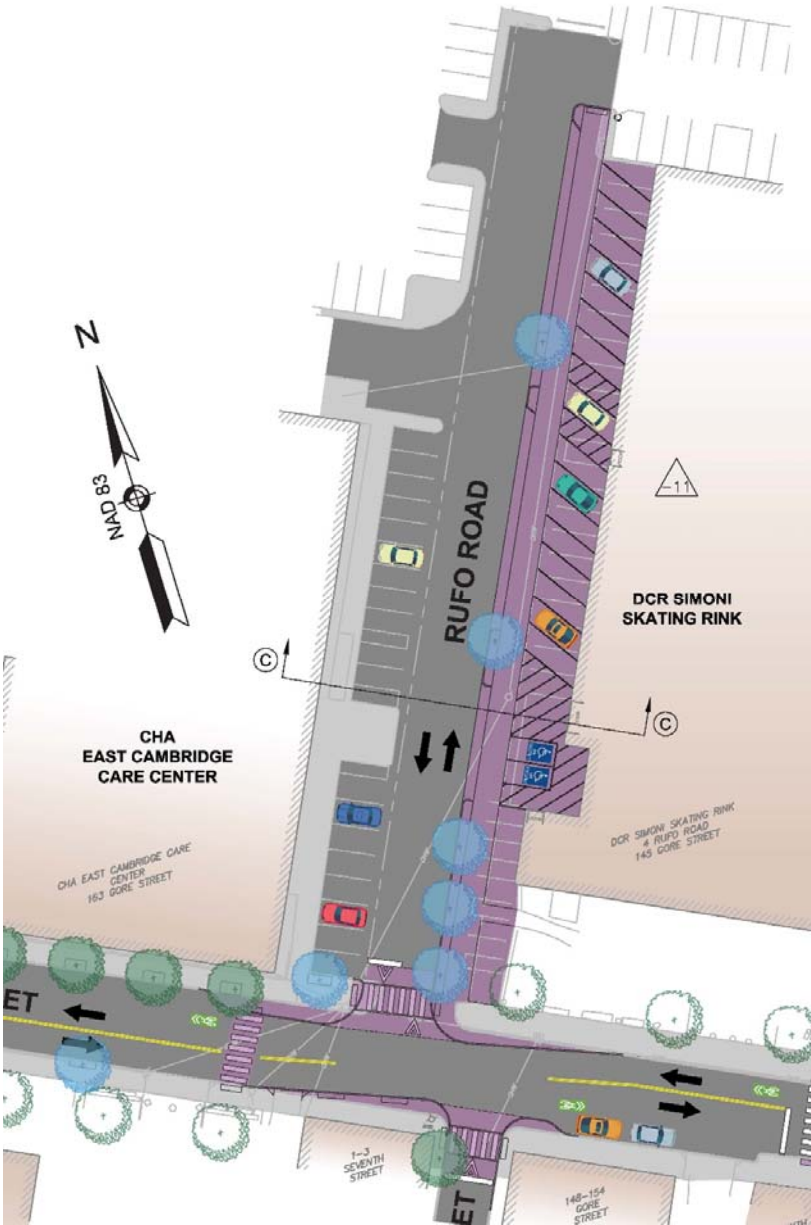 N
NAD 83
RUFO ROAD
-11
DCR SIMONI
SKATING RINK
C
C
CHA
EAST CAMBRIDGE
CARE CENTER
DCR SIMONI SKATING RINK
4 RUFO ROAD
145 GORE STREET
CHA EAST CAMBRIDGE CARE
CENTER
163 GORE STREET
ET
1-3
SEVENTH
STREET
ET
148-154
GORE
STREET